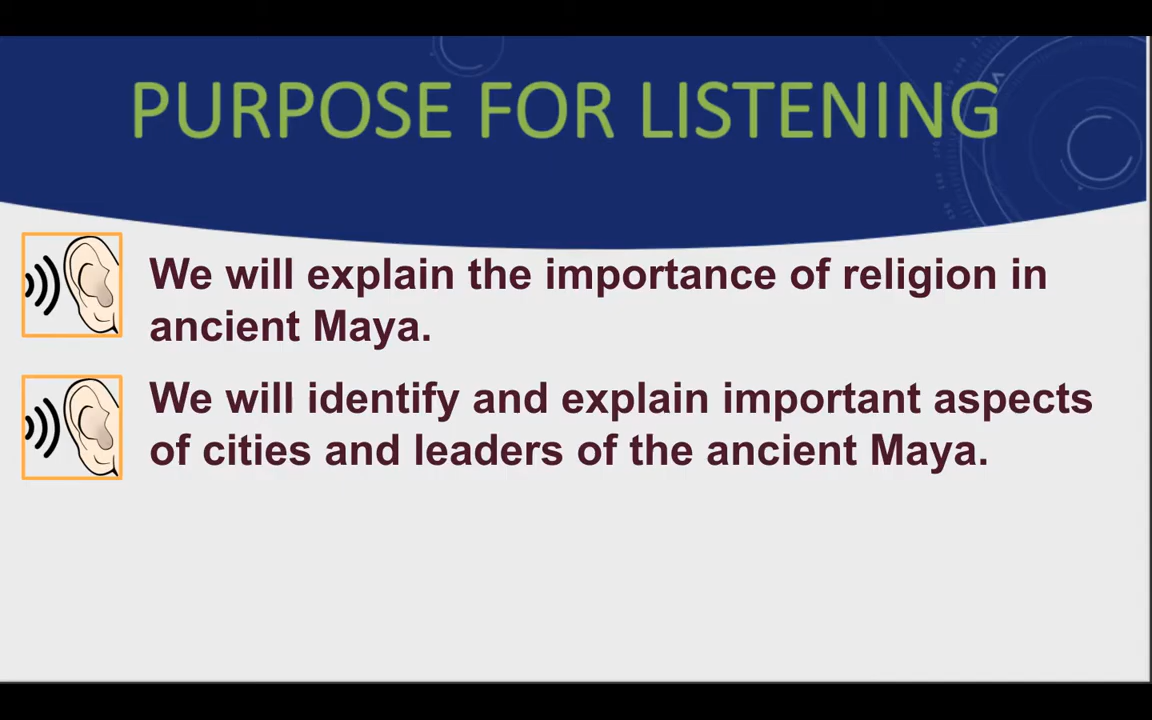 PURPOSE FOR LISTENING
We will explain the importance of religion in
ancient Maya.
We will identify and explain important aspects
of cities and leaders of the ancient Maya.